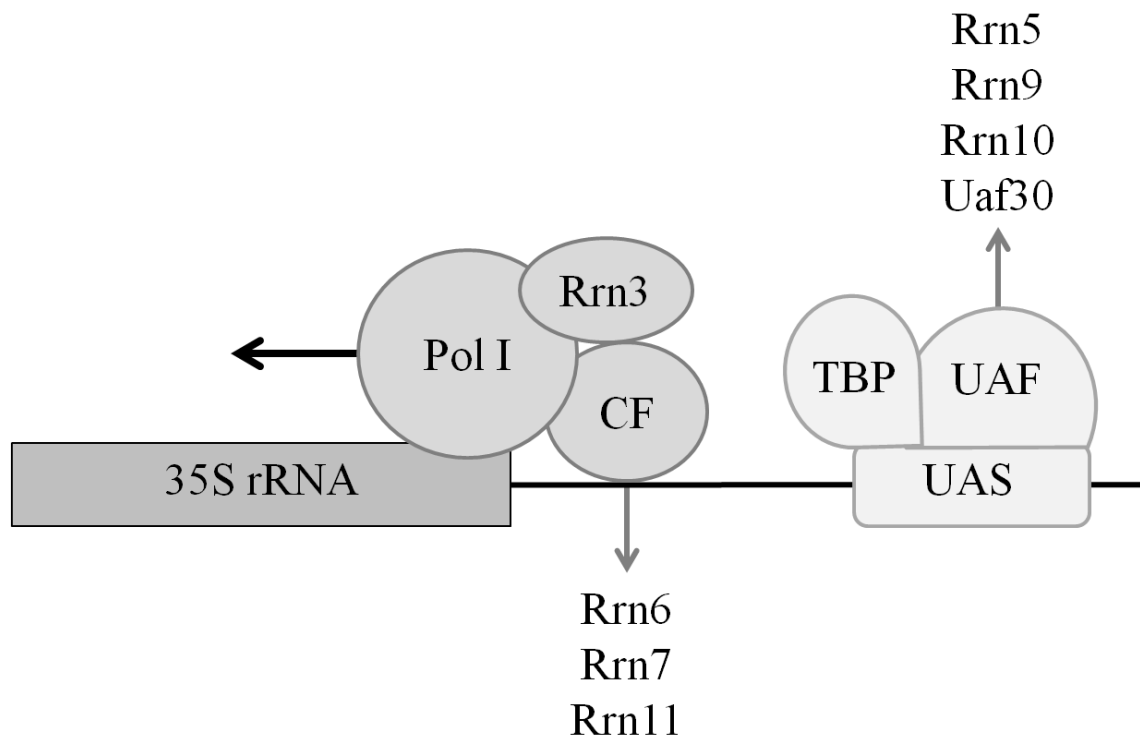 Rrn5
Rrn9
Rrn10
Uaf30
Rrn3
Pol I
TBP
UAF
CF
35S rRNA
UAS
Rrn6
Rrn7
Rrn11